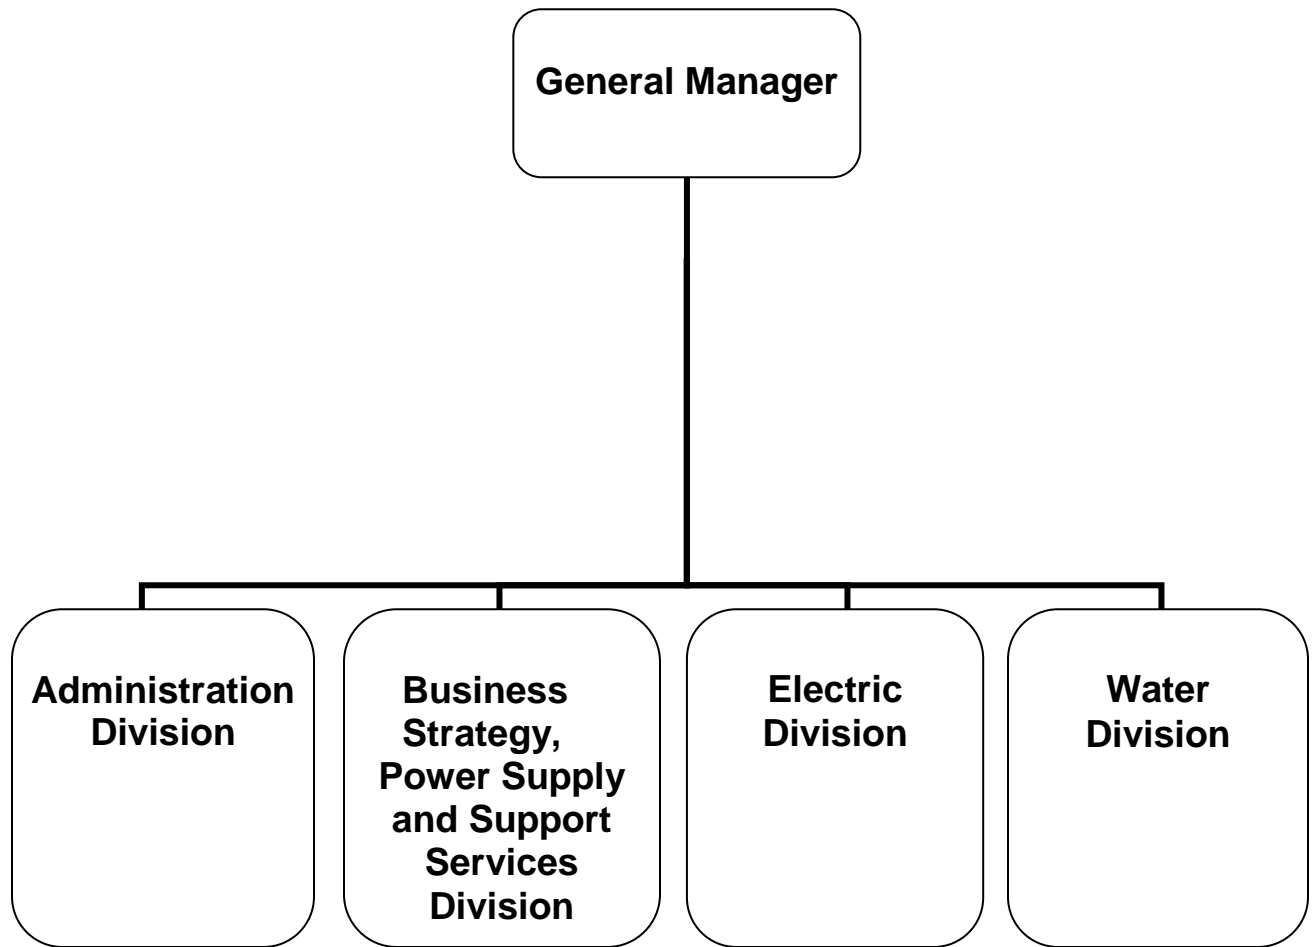 General Manager
Administration
Division
Business
Strategy,
Power Supply
and Support
Services
Division
Electric
Division
Water
Division